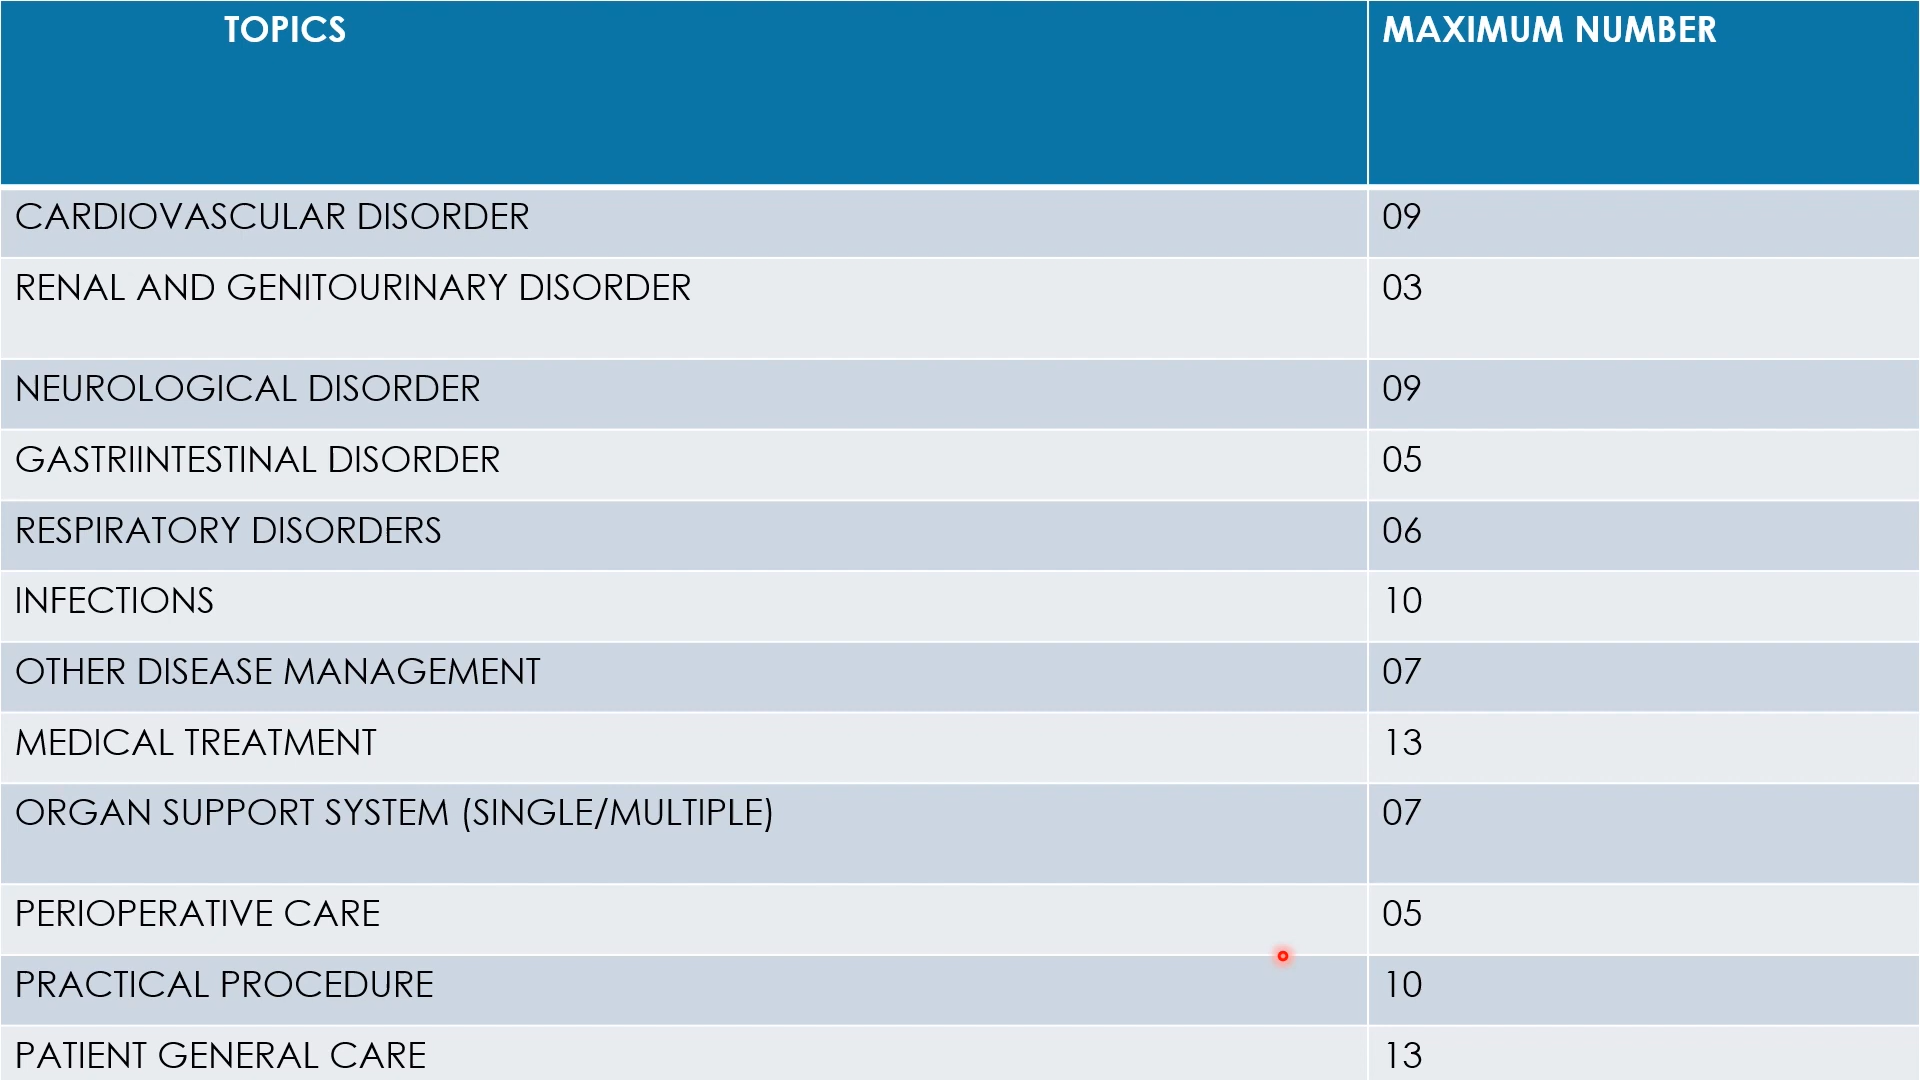 TOPICS MAXIMUM NUMBER
CARDIOVASCULAR DISORDER 09
RENAL AND GENITOURINARY DISORDER 03
NEUROLOGICAL DISORDER 09
GASTRIINTESTINAL DISORDER 05
RESPIRATORY DISORDERS 06
INFECTIONS 10
OTHER DISEASE MANAGEMENT 07
MEDICAL TREATMENT 13
ORGAN SUPPORT SYSTEM (SINGLE/MULTIPLE) 07
PERIOPERATIVE CARE 05
PRACTICAL PROCEDURE 10
PATIENT GENERAL CARE 13